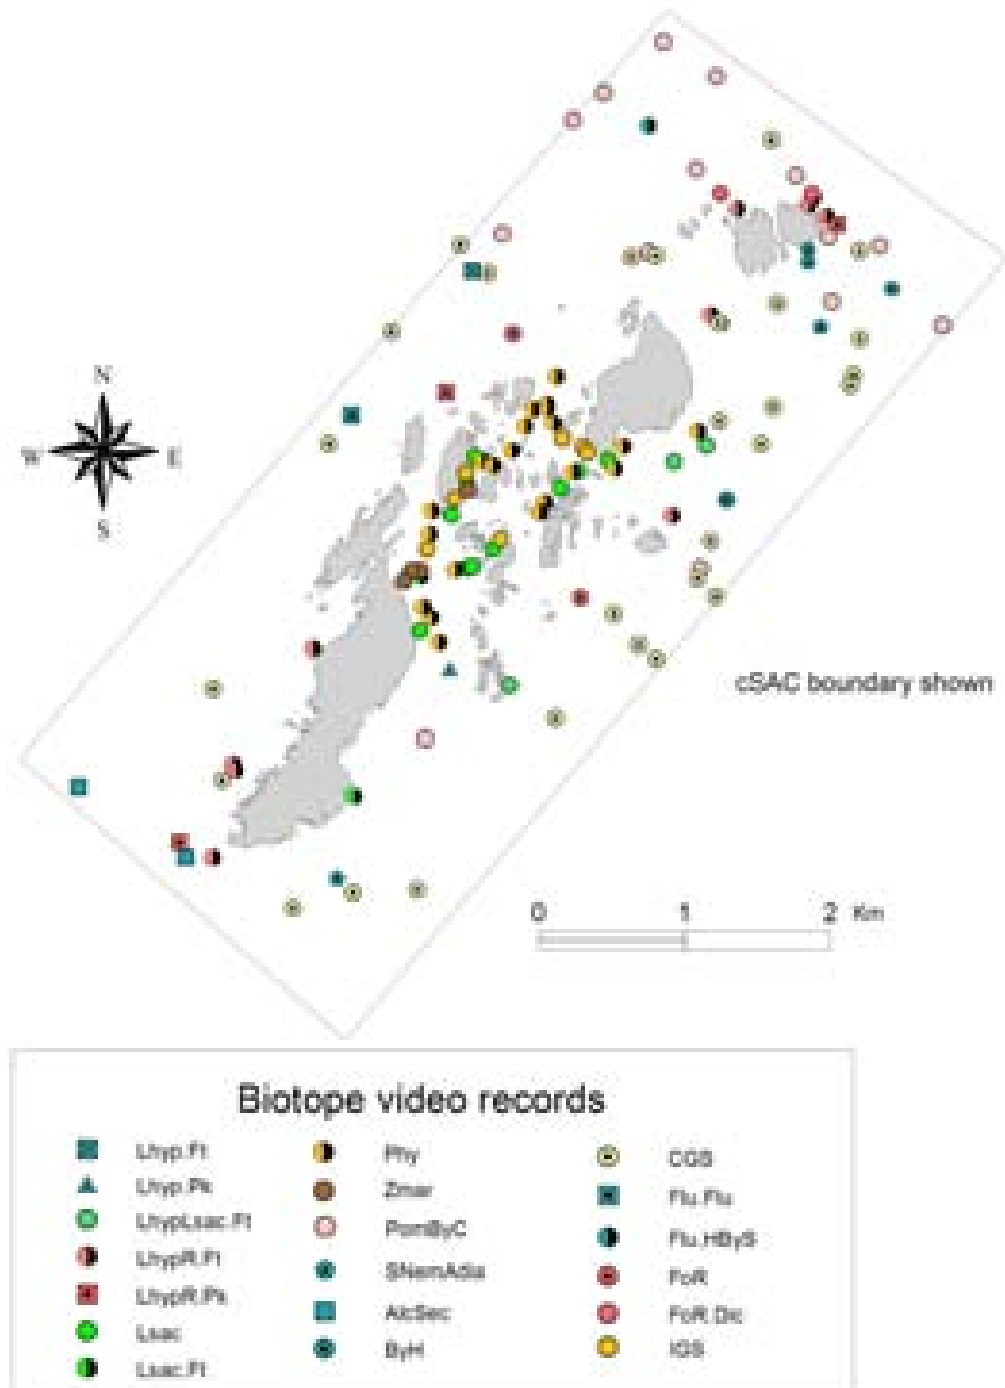 N
W E
S
cSAC boundary shown
0 1 2 Km
Biotope video records
Lhyp.Ft
Lhyp.Pk
LhypLsac.Ft
LhypR.Ft
LhypR.Pk
Lsac
Lsac.Ft
Phy
Zmar
PomByC
SNemAdia
AlcSec
ByH
CGS
Flu.Flu
Flu.HByS
FoR
FoR.Dic
IGS